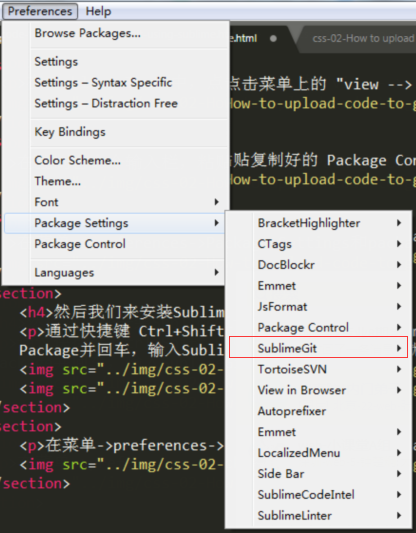 Preferences Help
Browse Packages...
Settings
Settings – Syntax Specific
Settings – Distraction Free
Key Bindings
Color Scheme...
Theme...
Font
Package Settings
Package Control
Languages
BracketHighlighter
CTags
DocBlockr
Emmet
JsFormat
Package Control
SublimeGit
TortoiseSVN
View in Browser
Autoprefixer
Emmet
LocalizedMenu
Side Bar
SublimeCodeIntel
SublimeLinter
.html css-02-How to upload
点击菜单上的 "view -->
How-to-upload-code-to-g
贴复制好的 Package Con
How-to-upload-code-to-g
section>
<h4>然后我们来安装Sublim
<p>通过快捷键 Ctrl+Shift
Package并回车，输入Subli
<img src="../img/css-02-
<img src="../img/css-02-
/section>
section>
<p>在菜单->preferences->
<img src="../img/css-02-
/section>